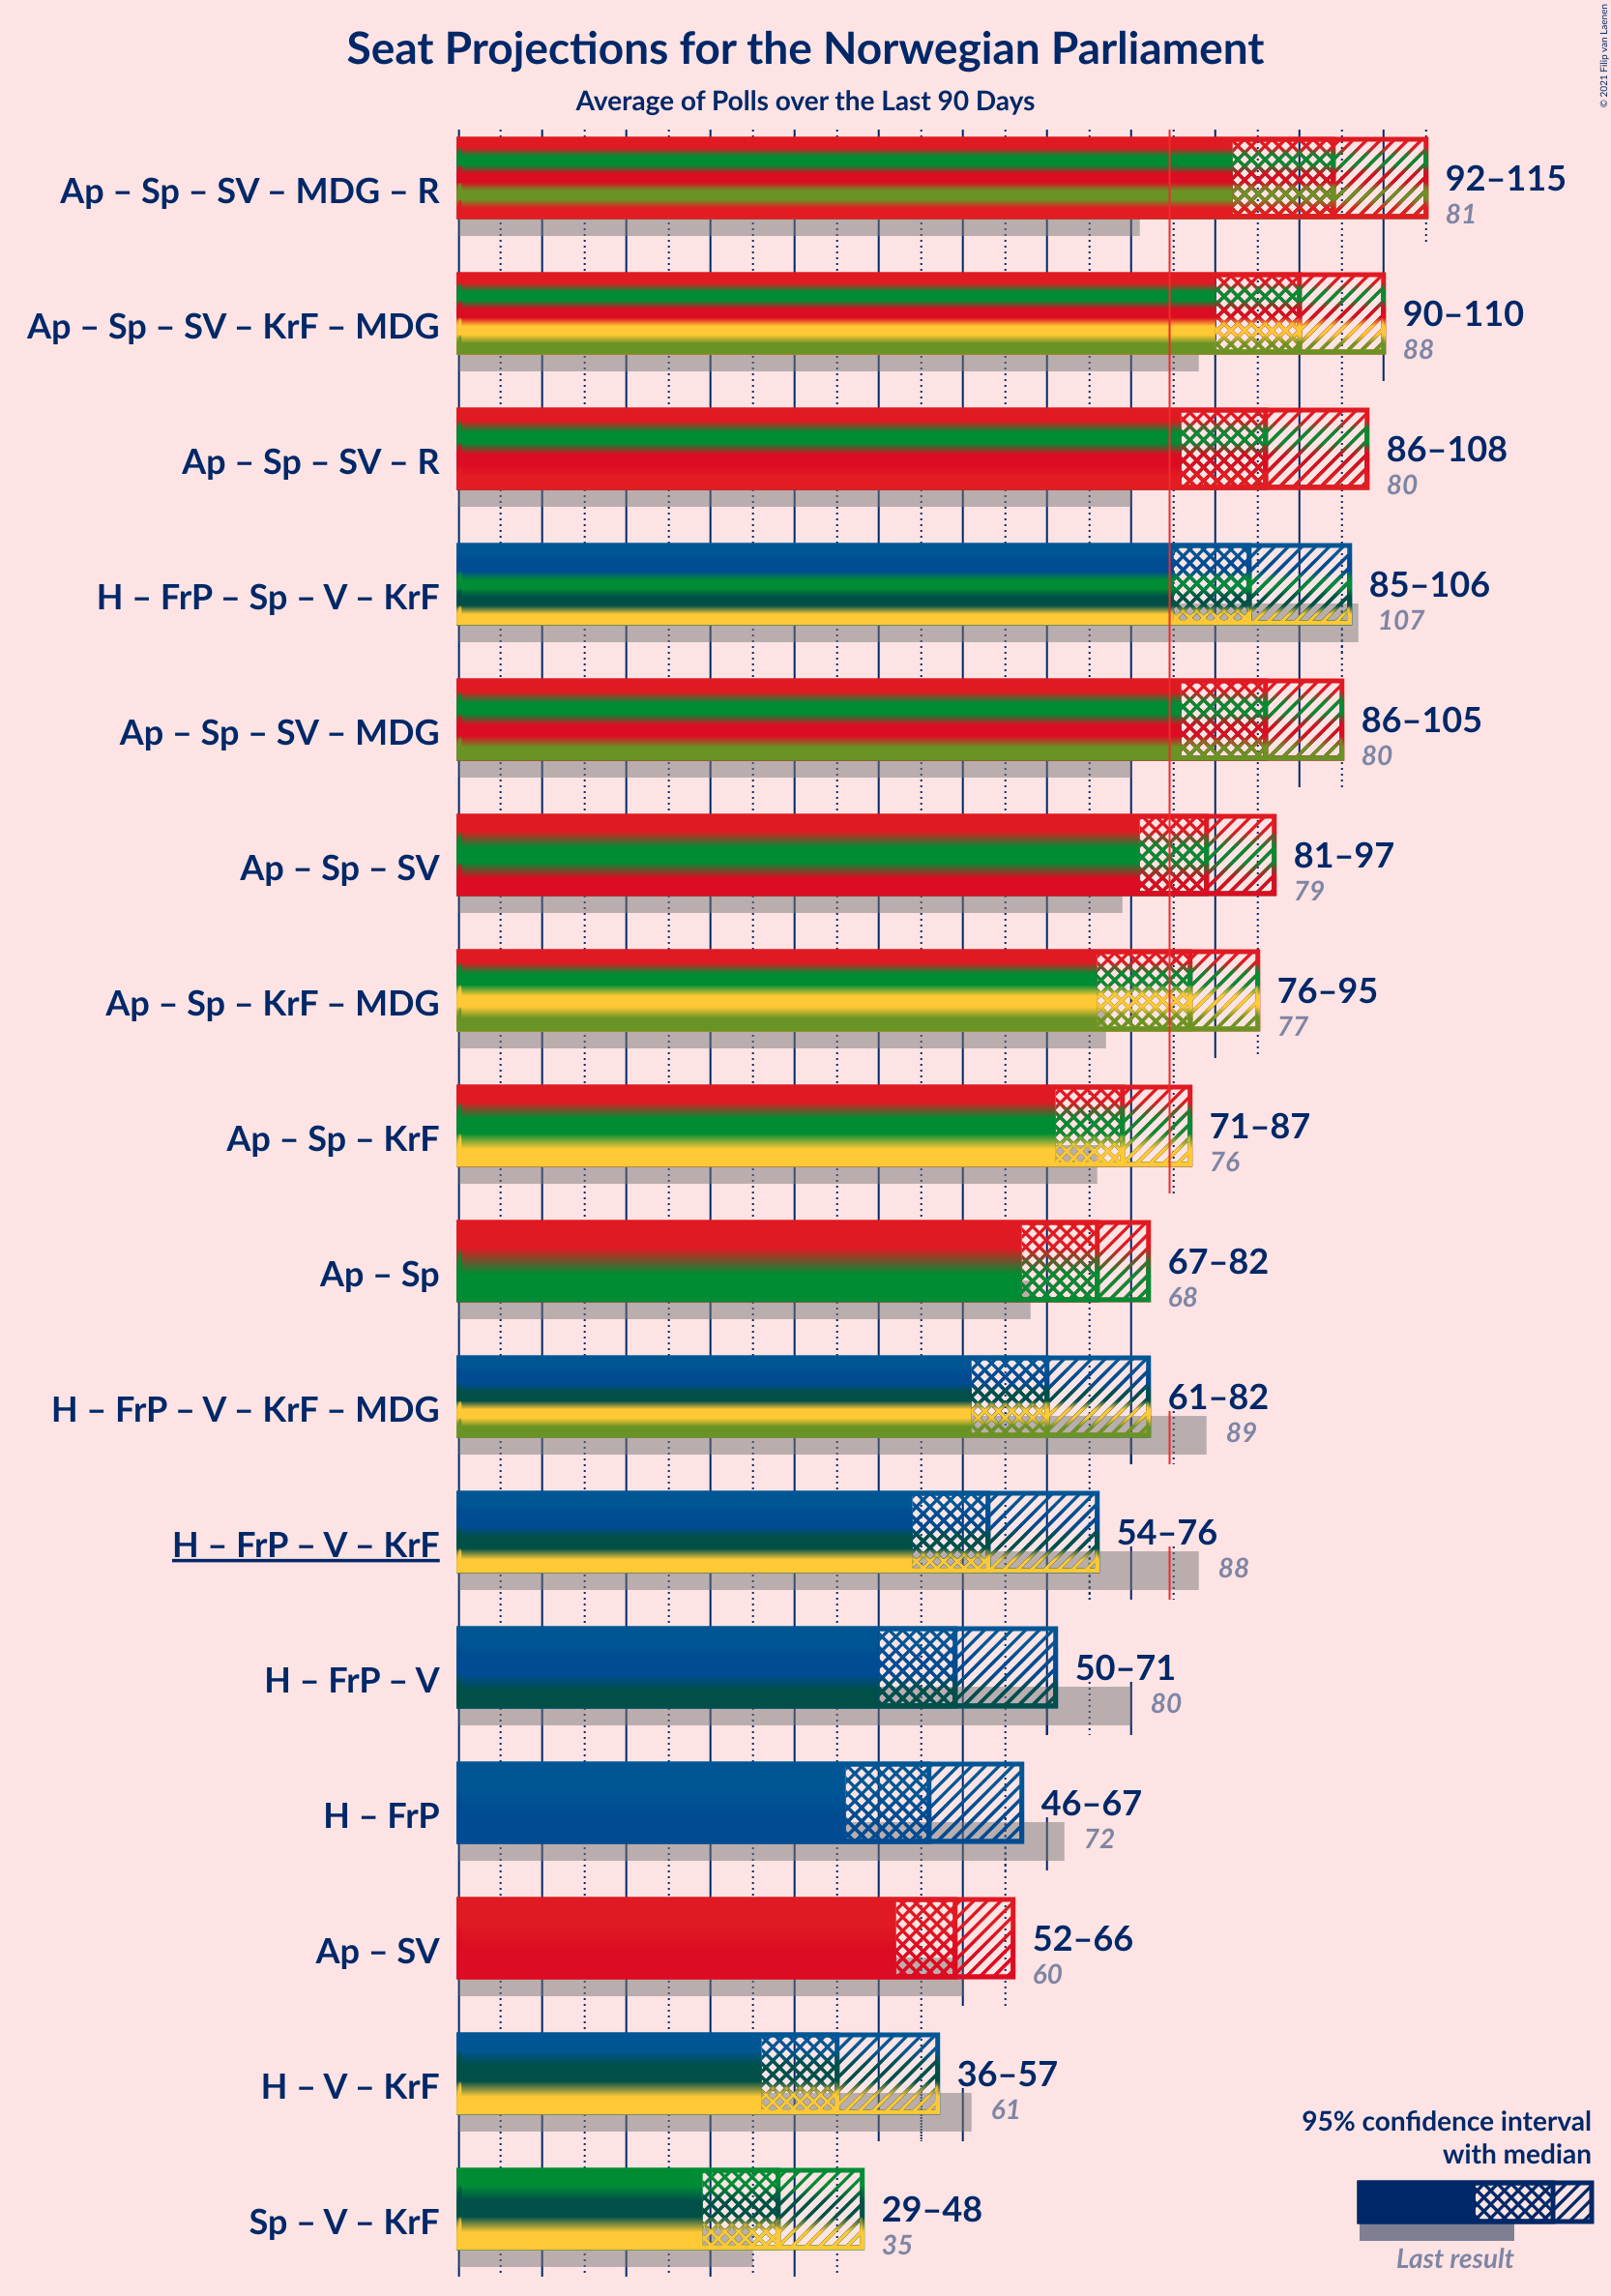 Seat Projections for the Norwegian Parliament
Average of Polls over the Last 90 Days
© 2021 Filip van Laenen
Ap – Sp – SV – MDG – R
92–115
81
Ap – Sp – SV – KrF – MDG
90–110
88
Ap – Sp – SV – R
86–108
80
H – FrP – Sp – V – KrF
85–106
107
Ap – Sp – SV – MDG
86–105
80
Ap – Sp – SV
81–97
79
Ap – Sp – KrF – MDG
76–95
77
Ap – Sp – KrF
71–87
76
Ap – Sp
67–82
68
H – FrP – V – KrF – MDG
61–82
89
H – FrP – V – KrF
54–76
88
H – FrP – V
50–71
80
H – FrP
46–67
72
Ap – SV
52–66
60
H – V – KrF
36–57
61
Sp – V – KrF
29–48
35
95% confidence interval
with median
Last result